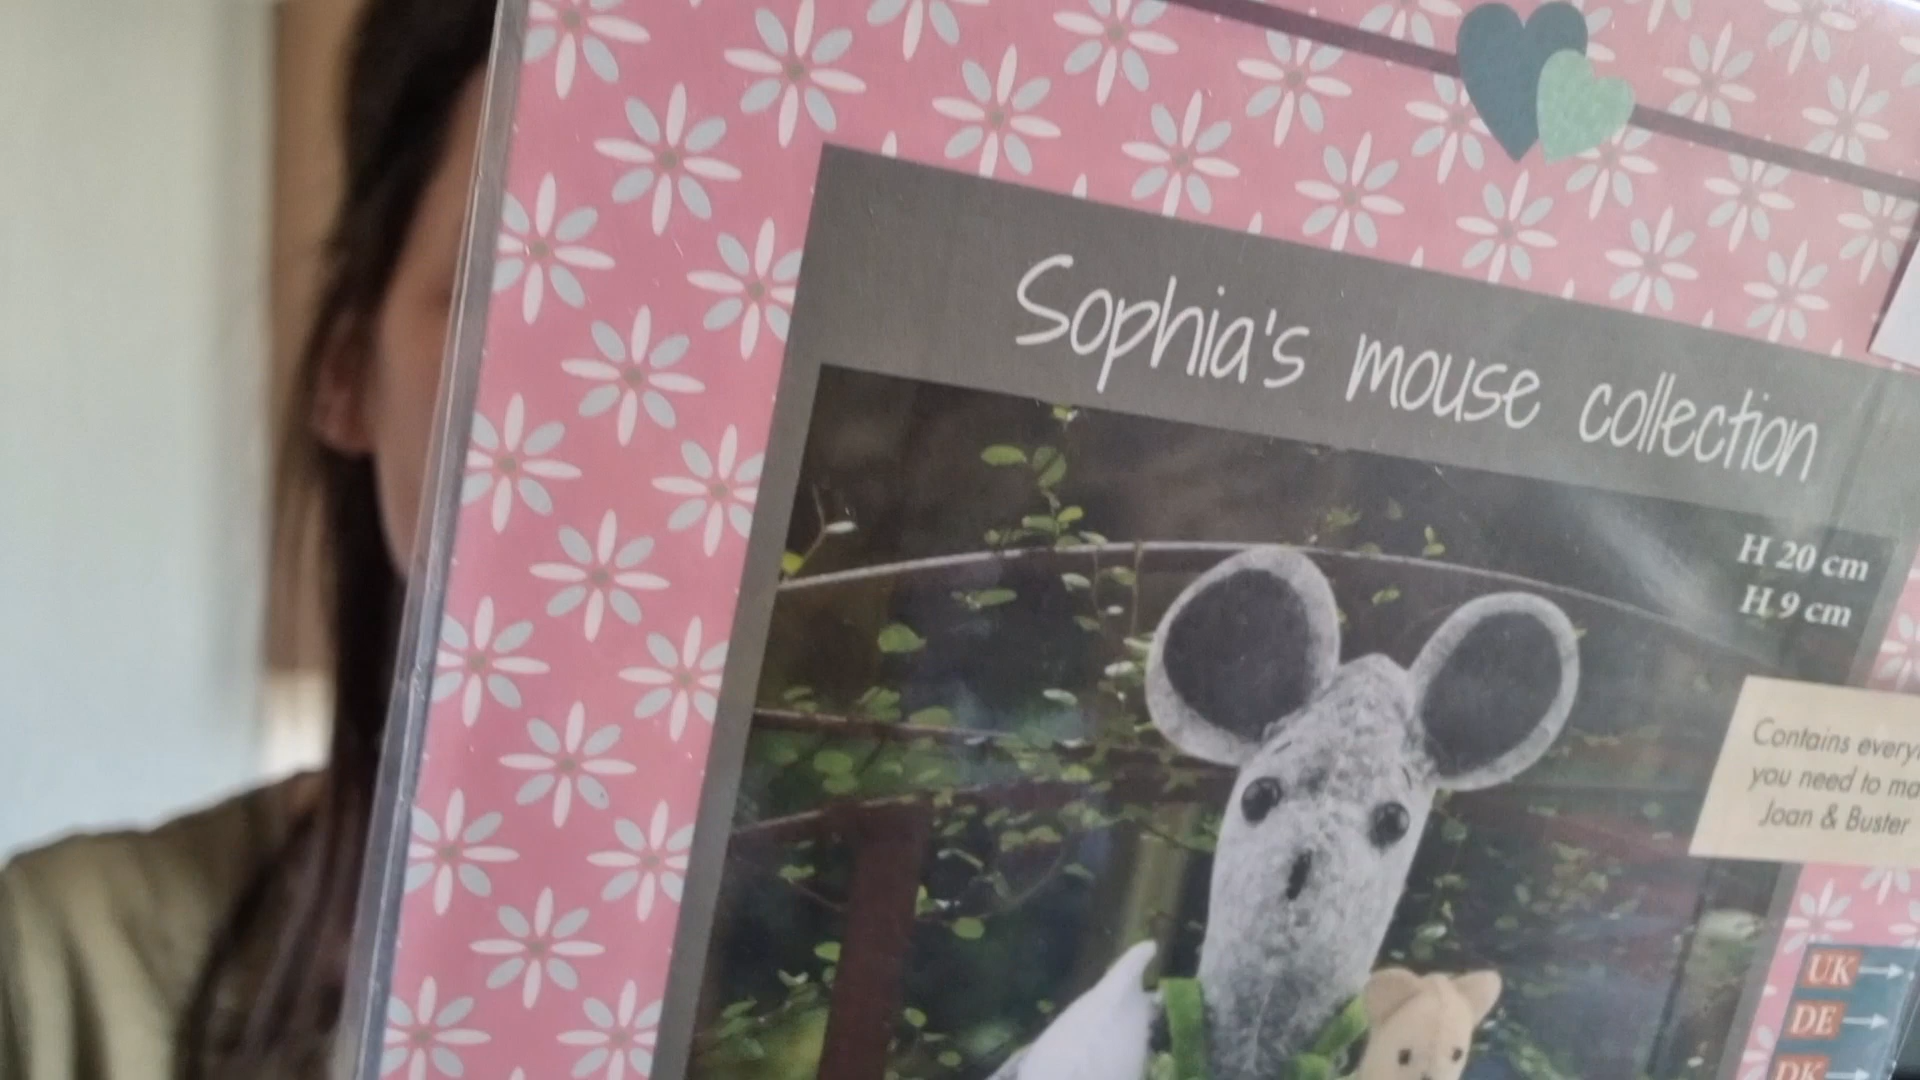 Sophia's mouse collection
H 20 cm
H 9 cm
Contains every
you need to ma
Joan & Buster
UK
DE
DK